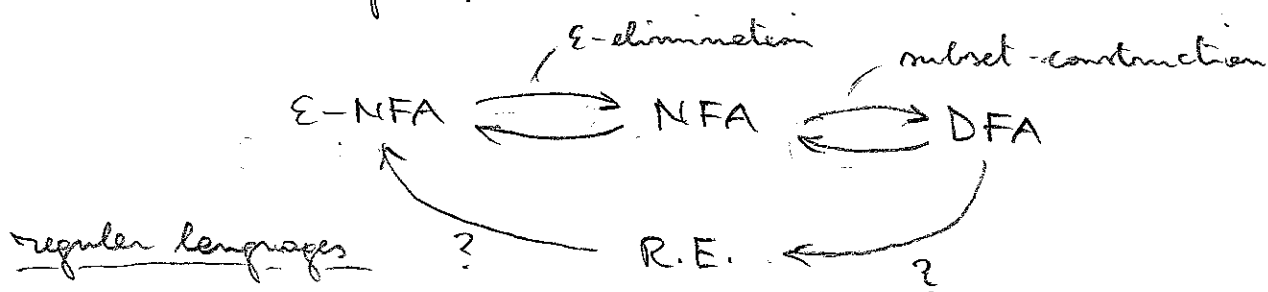 ε-elimination
subset-construction
ε-NFA NFA DFA
regular languages ? R.E. ?